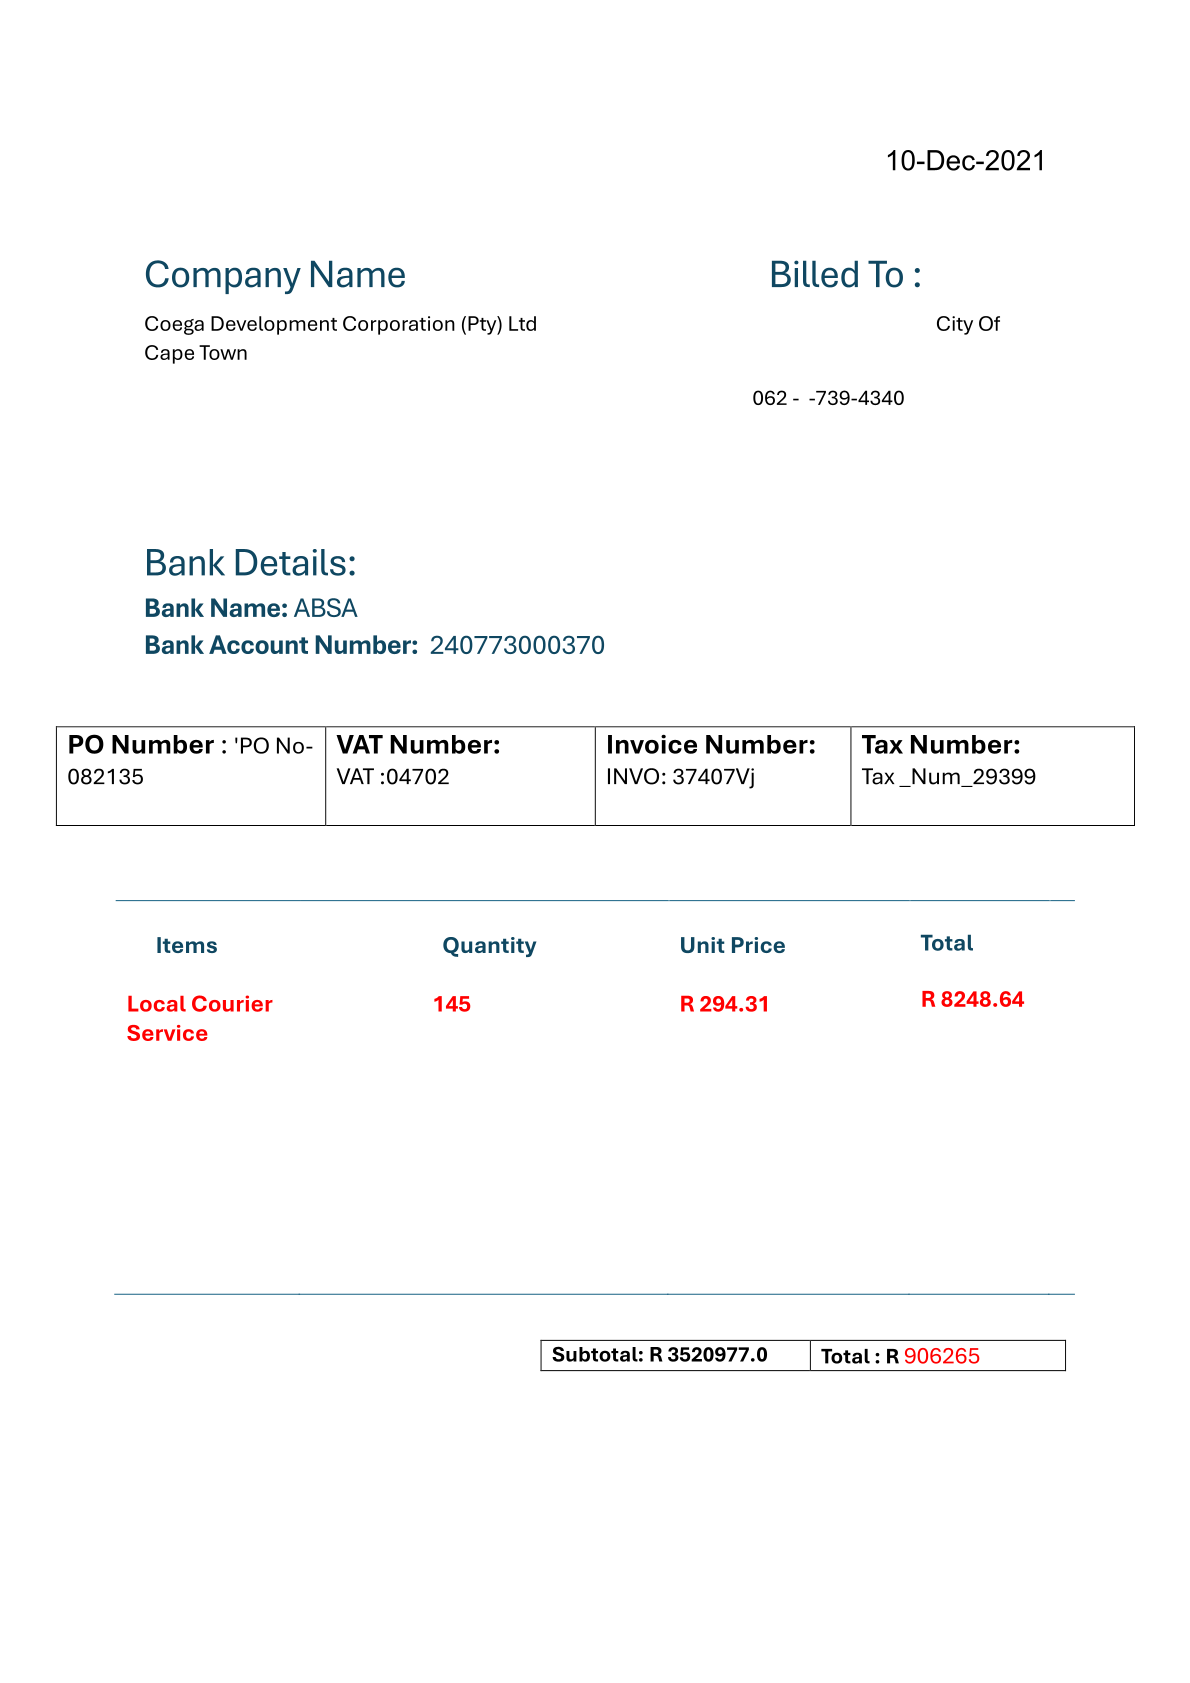 10-Dec-2021
Company Name Billed To :
Coega Development Corporation (Pty) Ltd City Of
Cape Town
062 -  -739-4340
Bank Details:
Bank Name: ABSA
Bank Account Number: 240773000370
PO Number : 'PO No- VAT Number: Invoice Number: Tax Number:
082135 VAT :04702 INVO: 37407Vj Tax _Num_29399
Items Quantity Unit Price Total
Local Courier 145 R 294.31 R 8248.64
Service
Subtotal: R 3520977.0 Total : R 906265